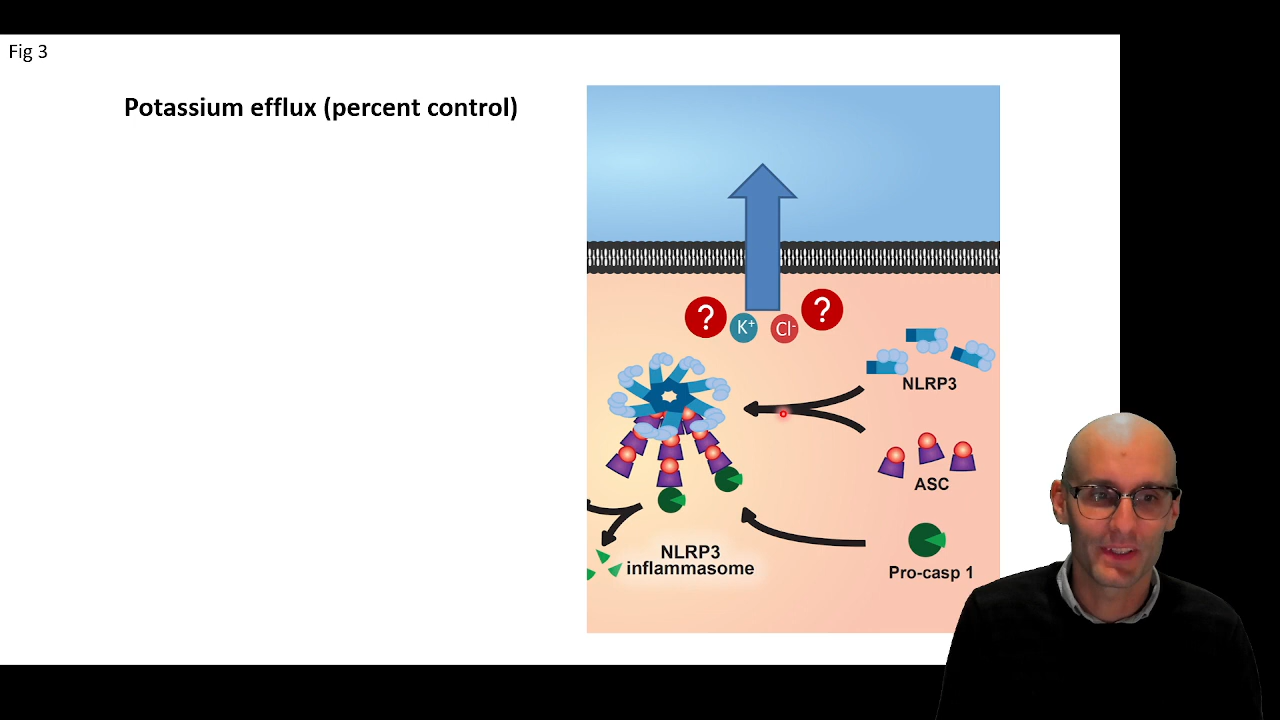 Fig 3
Potassium efflux (percent control)
? K⁺ Cl⁻ ?
NLRP3
ASC
NLRP3
inflammasome
Pro-casp 1